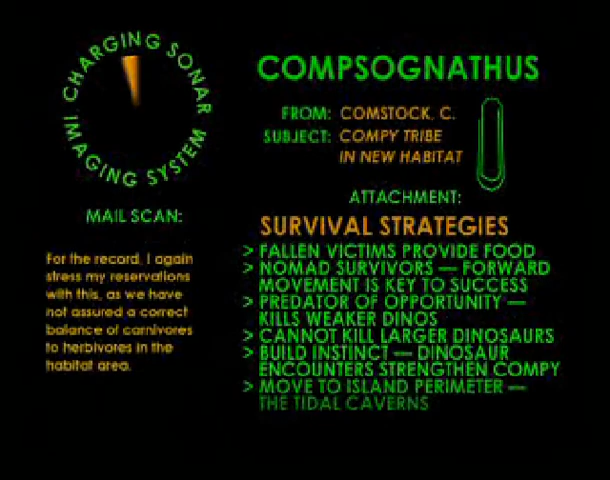 CHARGING SONAR
IMAGING SYSTEM
MAIL SCAN:
For the record, I again
stress my reservations
with this, as we have
not assured a correct
balance of carnivores
to herbivores in the
habitat area.
COMPSOGNATHUS
FROM: COMSTOCK, C.
SUBJECT: COMPY TRIBE
IN NEW HABITAT
ATTACHMENT:
SURVIVAL STRATEGIES
> FALLEN VICTIMS PROVIDE FOOD
> NOMAD SURVIVORS — FORWARD
MOVEMENT IS KEY TO SUCCESS
> PREDATOR OF OPPORTUNITY —
KILLS WEAKER DINOS
> CANNOT KILL LARGER DINOSAURS
> BUILD INSTINCT — DINOSAUR
ENCOUNTERS STRENGTHEN COMPY
> MOVE TO ISLAND PERIMETER —
THE TIDAL CAVERNS